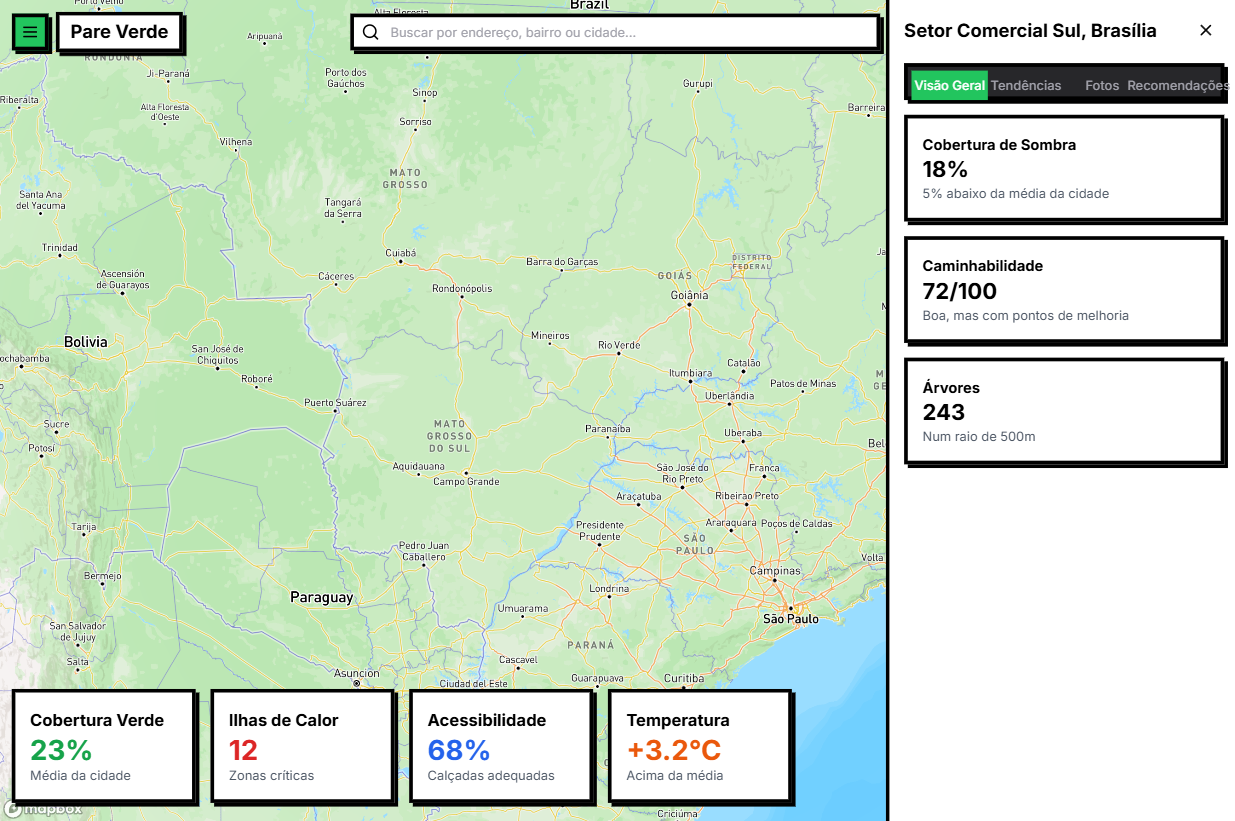 Pare Verde
Buscar por endereço, bairro ou cidade...
Brazil
RONDÔNIA
Aripuanã
Ji-Paraná
Porto dos
Gaúchos
Sinop
Gurupi
Riberalta
Alta Floresta
d'Oeste
Barreira
Sorriso
Vilhena
MATO
GROSSO
Santa Ana
del Yacuma
Tangará
da Serra
Trinidad
Cuiabá
Barra do Garças
DISTRITO
FEDERAL
Ascensión
de Guarayos
Cáceres
GOIÁS
Rondonópolis
Goiânia
Bolivia
Mineiros
Rio Verde
San José de
Chiquitos
ochabamba
Catalão
Itumbiara
Roboré
Patos de Minas
Uberlândia
Puerto Suárez
Sucre
MATO
GROSSO
DO SUL
Paranaíba
Uberaba
Potosí
Aquidauana
Campo Grande
São José do
Rio Preto
Franca
Araçatuba
Ribeirao Preto
Tarija
Presidente
Prudente
Araraquara
Poços de Caldas
SÃO
PAULO
Pedro Juan
Caballero
Volta
Bermejo
Campinas
Paraguay
Londrina
Umuarama
São Paulo
San Salvador
de Jujuy
PARANÁ
Salta
Cascavel
Asunción
Ciudad del Este
Guarapuava
Curitiba
Cobertura Verde
23%
Média da cidade
Ilhas de Calor
12
Zonas críticas
Acessibilidade
68%
Calçadas adequadas
Temperatura
+3.2°C
Acima da média
mapbox
Criciúma
Setor Comercial Sul, Brasília
Visão Geral Tendências Fotos Recomendações
Cobertura de Sombra
18%
5% abaixo da média da cidade
Caminhabilidade
72/100
Boa, mas com pontos de melhoria
Árvores
243
Num raio de 500m